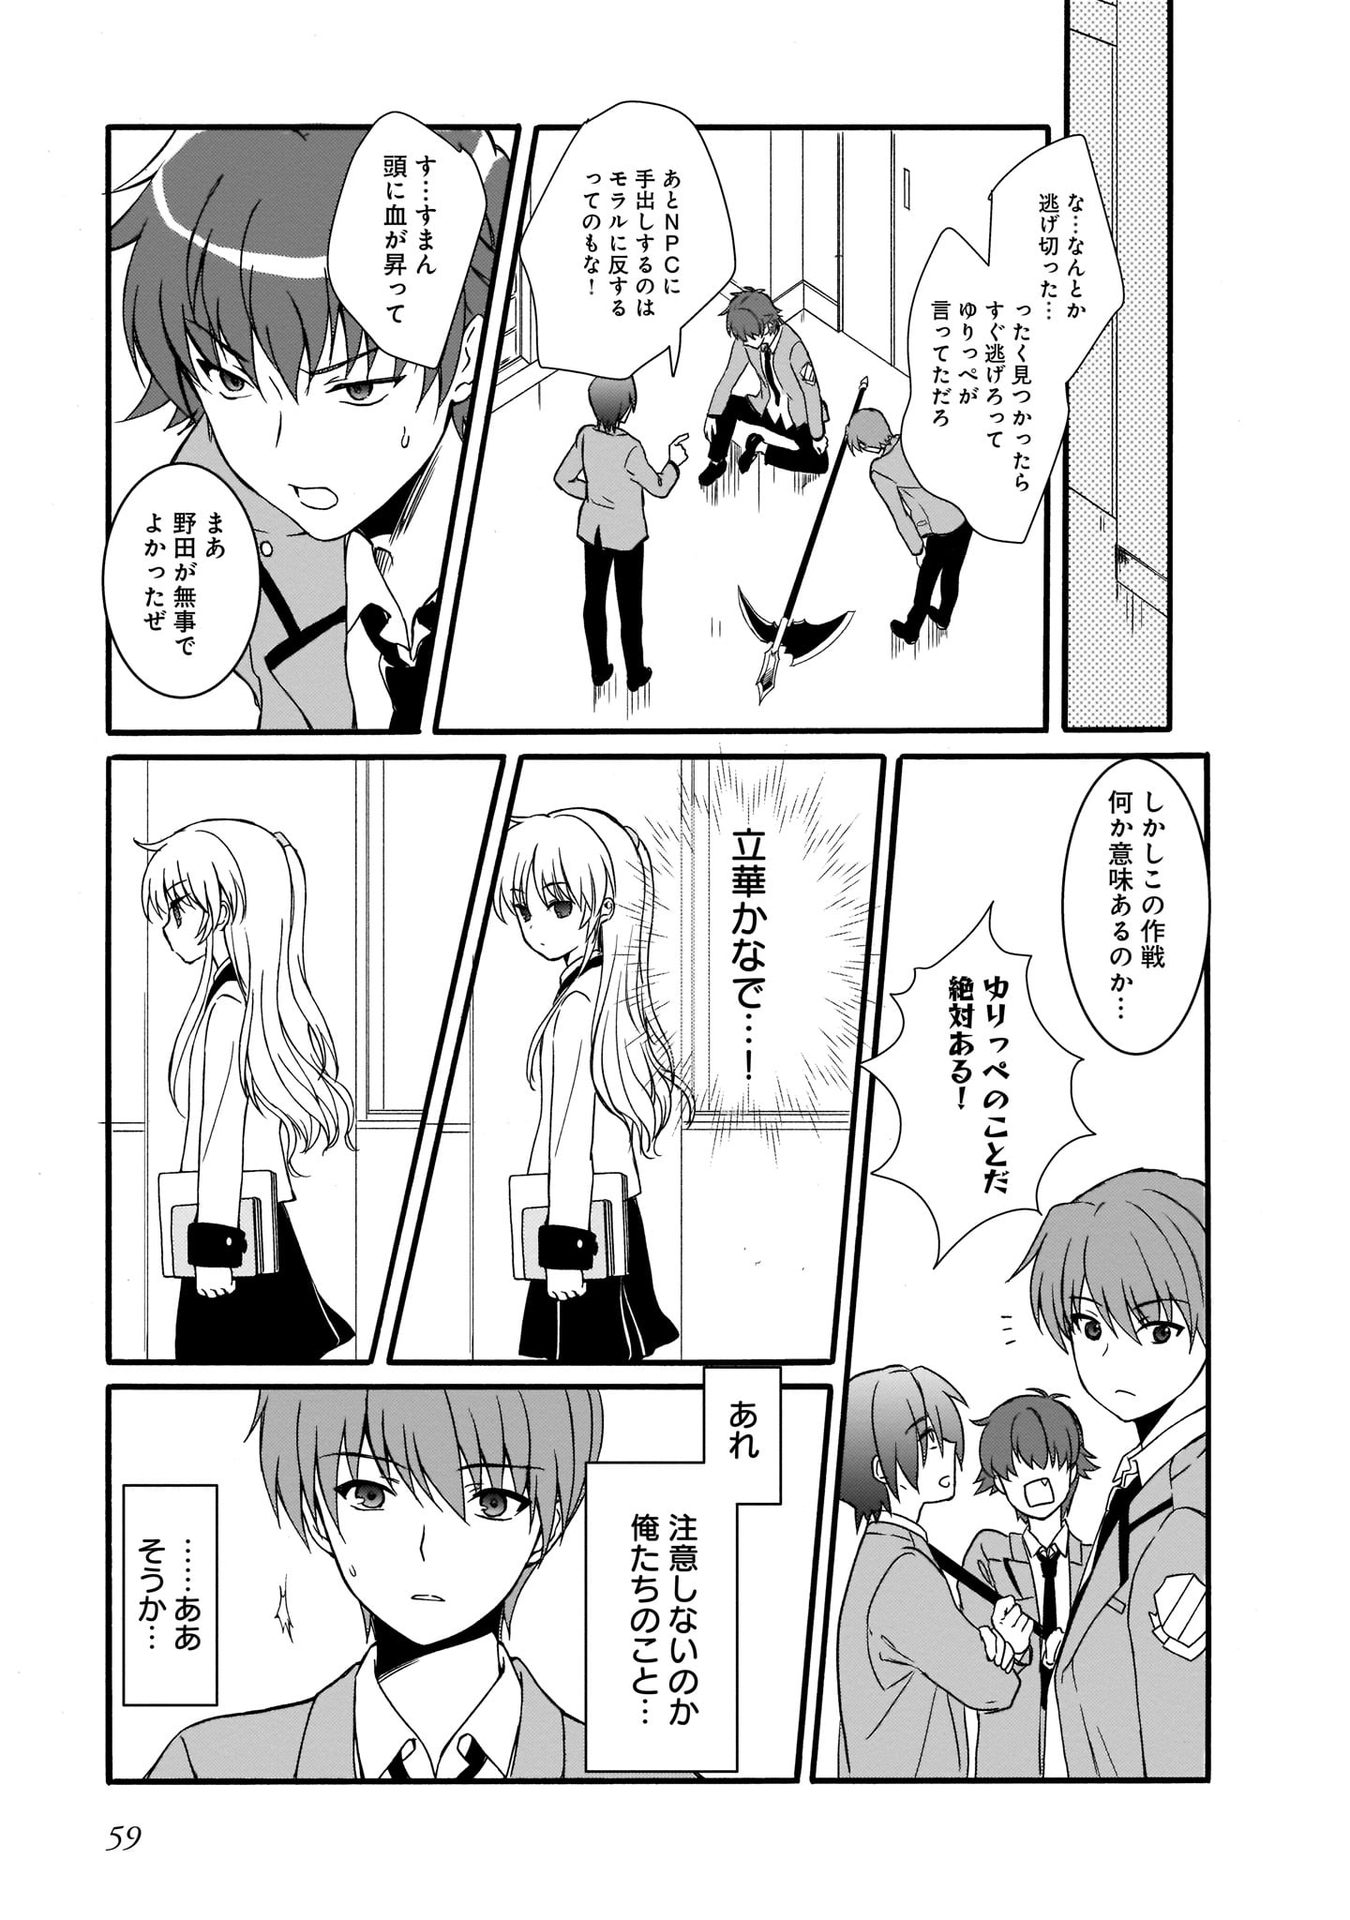 な…なんとか
逃げ切った…
ったく見つかったら
すぐ逃げろって
ゆりっぺが
言ってただろ
あとNPCに
手出しするのは
モラルに反する
ってのもな！
す…すまん
頭に血が昇って
まあ
野田が無事で
よかったぜ
しかしこの作戦
何か意味あるのか…
ゆりっぺのことだ
絶対ある！
立華かなで…！
あれ
注意しないのか
俺たちのこと…
……ああ
そうか…
59